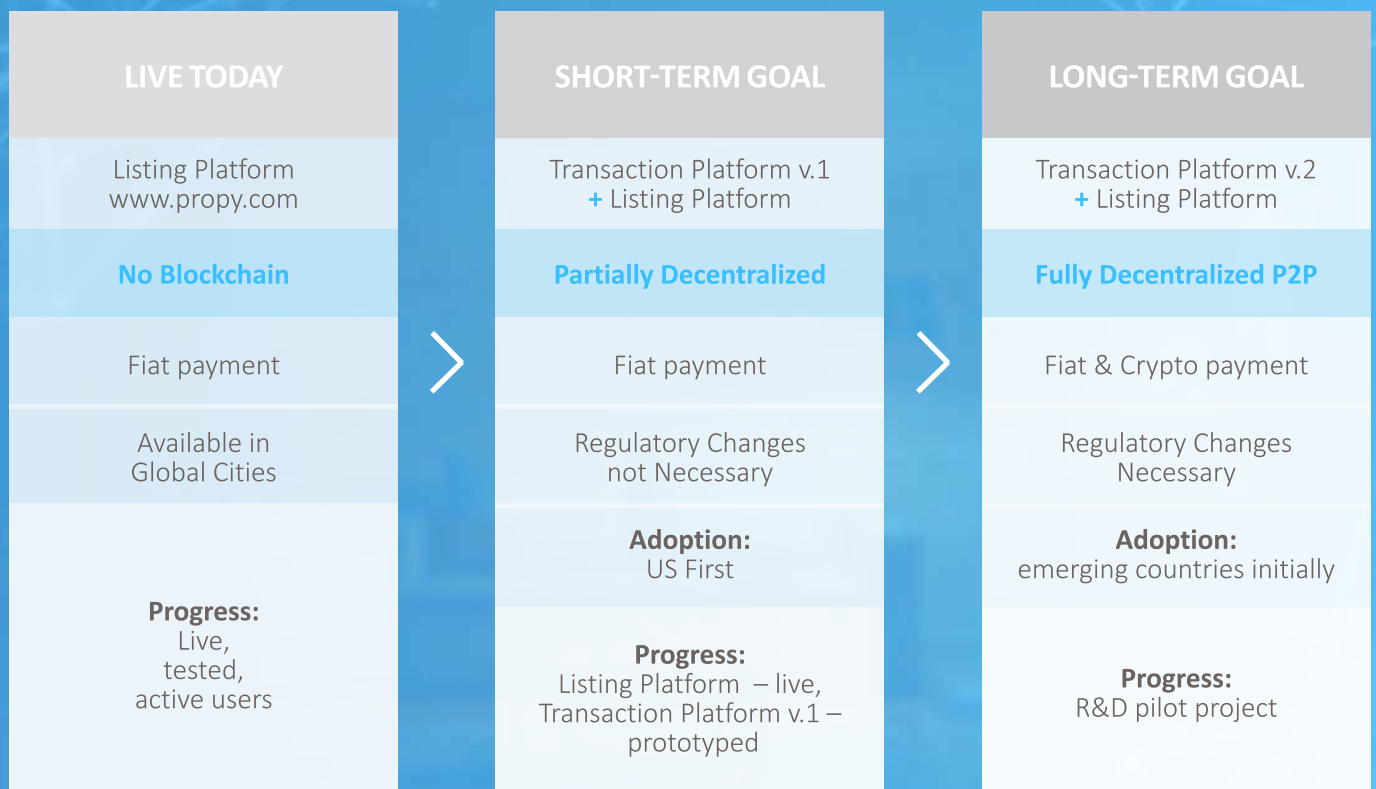 LIVE TODAY
Listing Platform
www.propy.com
No Blockchain
Fiat payment
Available in
Global Cities
Progress:
Live,
tested,
active users
SHORT-TERM GOAL
Transaction Platform v.1
+ Listing Platform
Partially Decentralized
Fiat payment
Regulatory Changes
not Necessary
Adoption:
US First
Progress:
Listing Platform – live,
Transaction Platform v.1 –
prototyped
LONG-TERM GOAL
Transaction Platform v.2
+ Listing Platform
Fully Decentralized P2P
Fiat & Crypto payment
Regulatory Changes
Necessary
Adoption:
emerging countries initially
Progress:
R&D pilot project